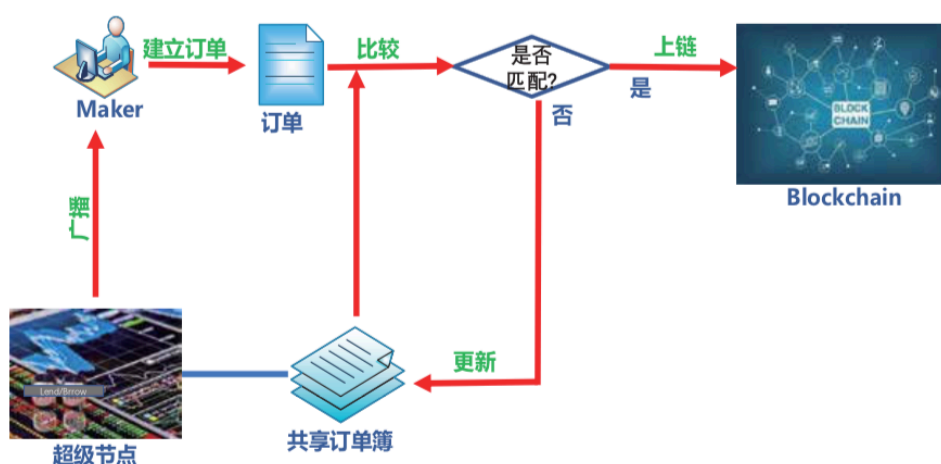 建立订单
比较
是否
匹配?
上链
是
BLOCK
CHAIN
Maker
订单
否
Blockchain
广播
更新
Lend/Brrow
共享订单簿
超级节点